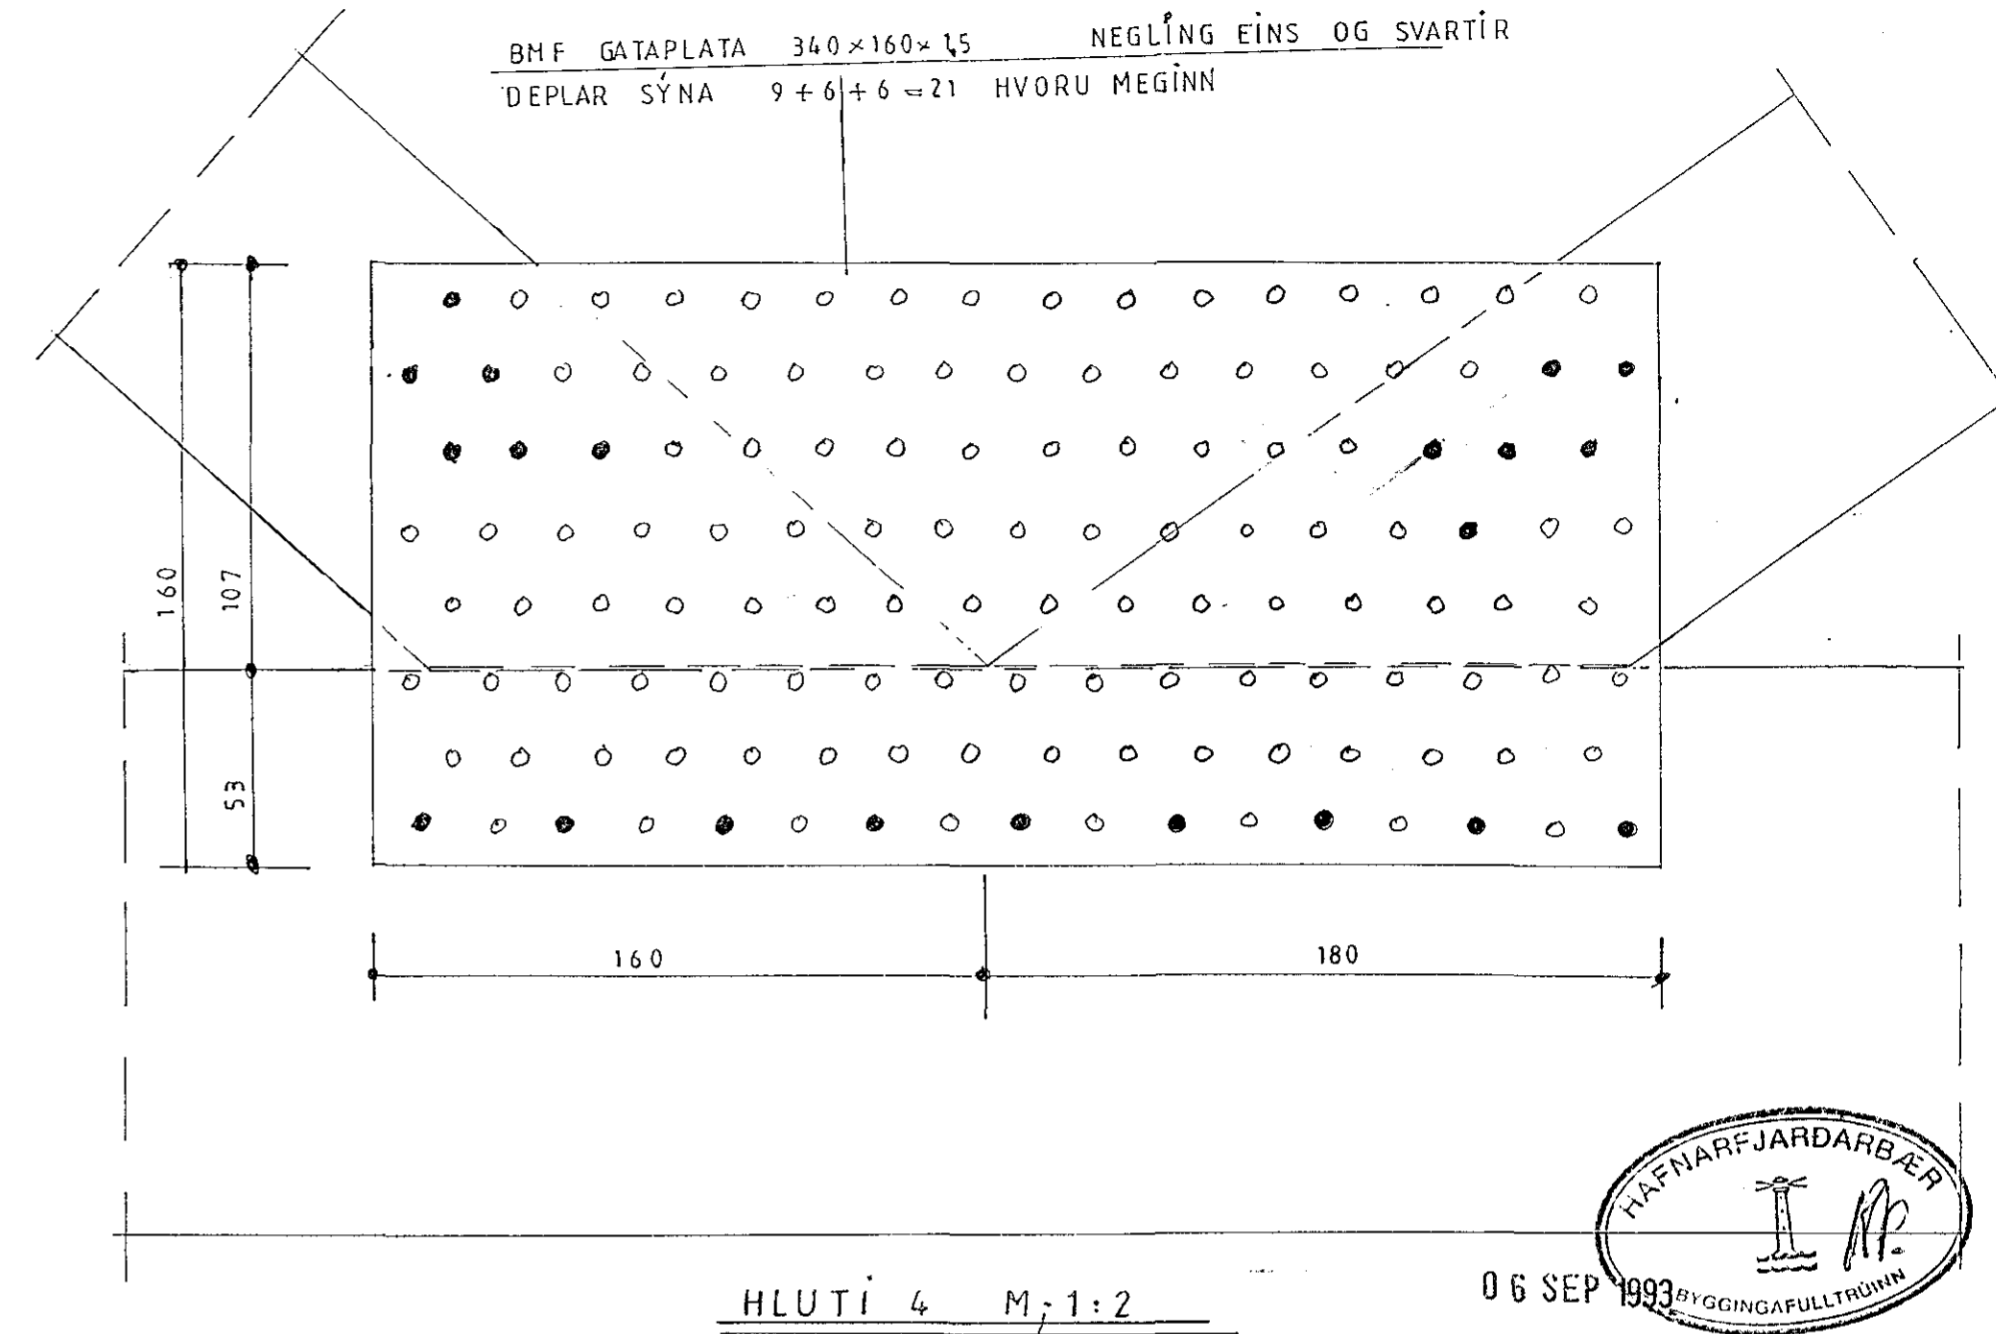 BMF GATAPLATA 340×160×1,5 NEGLING EINS OG SVARTIR
DEPLAR SÝNA 9+6+6=21 HVORU MEGINN
160
107
53
160
180
HLUTI 4 M: 1:2
06 SEP 1993
HAFNARFJARÐARBÆR
BYGGINGAFULLTRÚINN